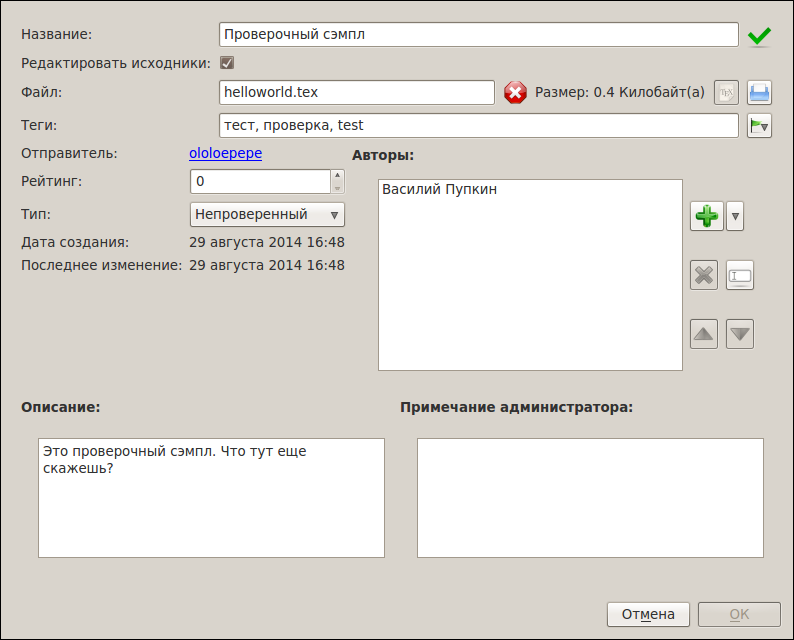 Название: Проверочный сэмпл
Редактировать исходники:
Файл: helloworld.tex Размер: 0.4 Килобайт(а) TEX
Теги: тест, проверка, test
Отправитель: ololoepepe Авторы:
Рейтинг: 0 Василий Пупкин
Тип: Непроверенный
Дата создания: 29 августа 2014 16:48
Последнее изменение: 29 августа 2014 16:48
Описание: Примечание администратора:
Это проверочный сэмпл. Что тут еще
скажешь?
Отмена ОК